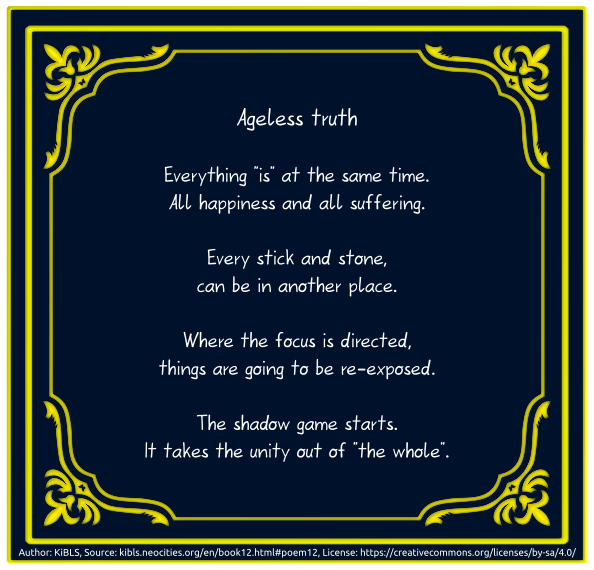 Ageless truth
Everything "is" at the same time.
All happiness and all suffering.
Every stick and stone,
can be in another place.
Where the focus is directed,
things are going to be re-exposed.
The shadow game starts.
It takes the unity out of "the whole".
Author: KiBLS, Source: kibls.neocities.org/en/book12.html#poem12, License: https://creativecommons.org/licenses/by-sa/4.0/